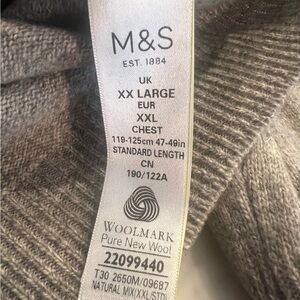 M&S
EST. 1884
UK
XX LARGE
EUR
XXL
CHEST
119-125cm 47-49in
STANDARD LENGTH
CN
190/122A
WOOLMARK
Pure New Wool
22099440
T30 2650M/09687
NATURAL MIX(XXL/STD)